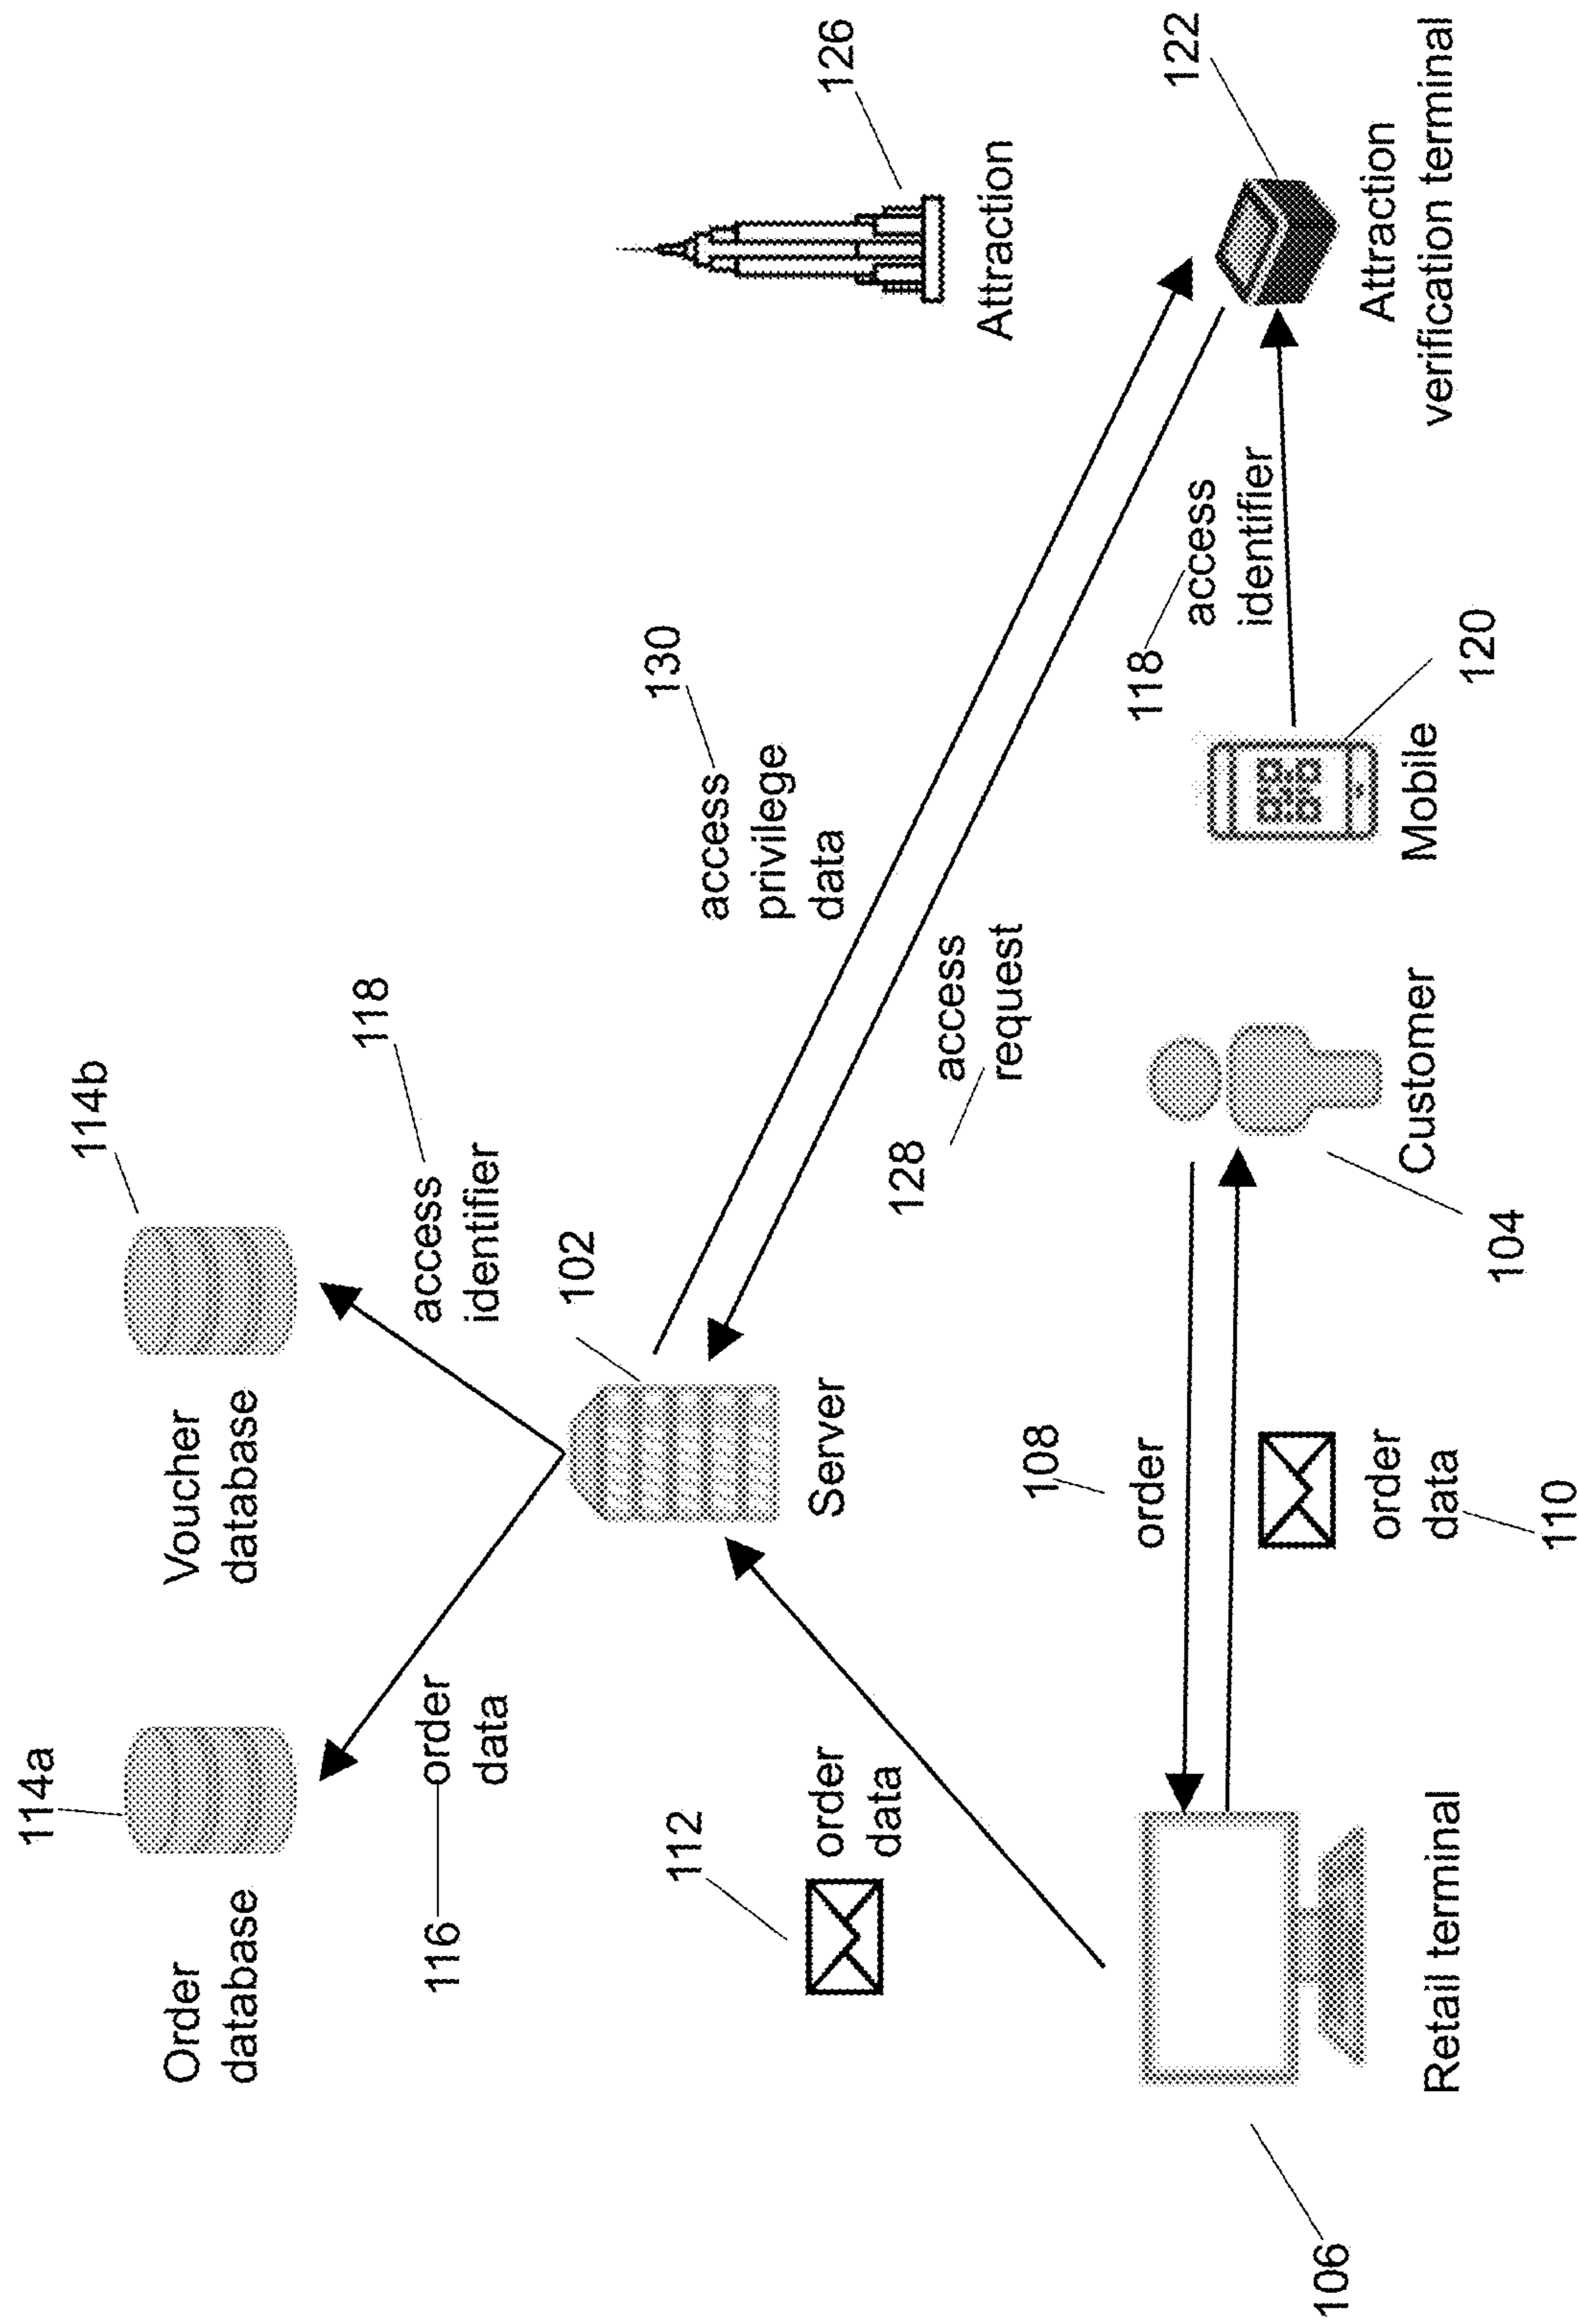 114a
114b
Order
database
Voucher
database
118
access
identifier
116
order
data
102
Server
130
access
privilege
data
126
Attraction
112
order
data
128
access
request
108
order
order
data
110
106
Retail terminal
104
Customer
118
access
identifier
120
Mobile
122
Attraction
verification terminal